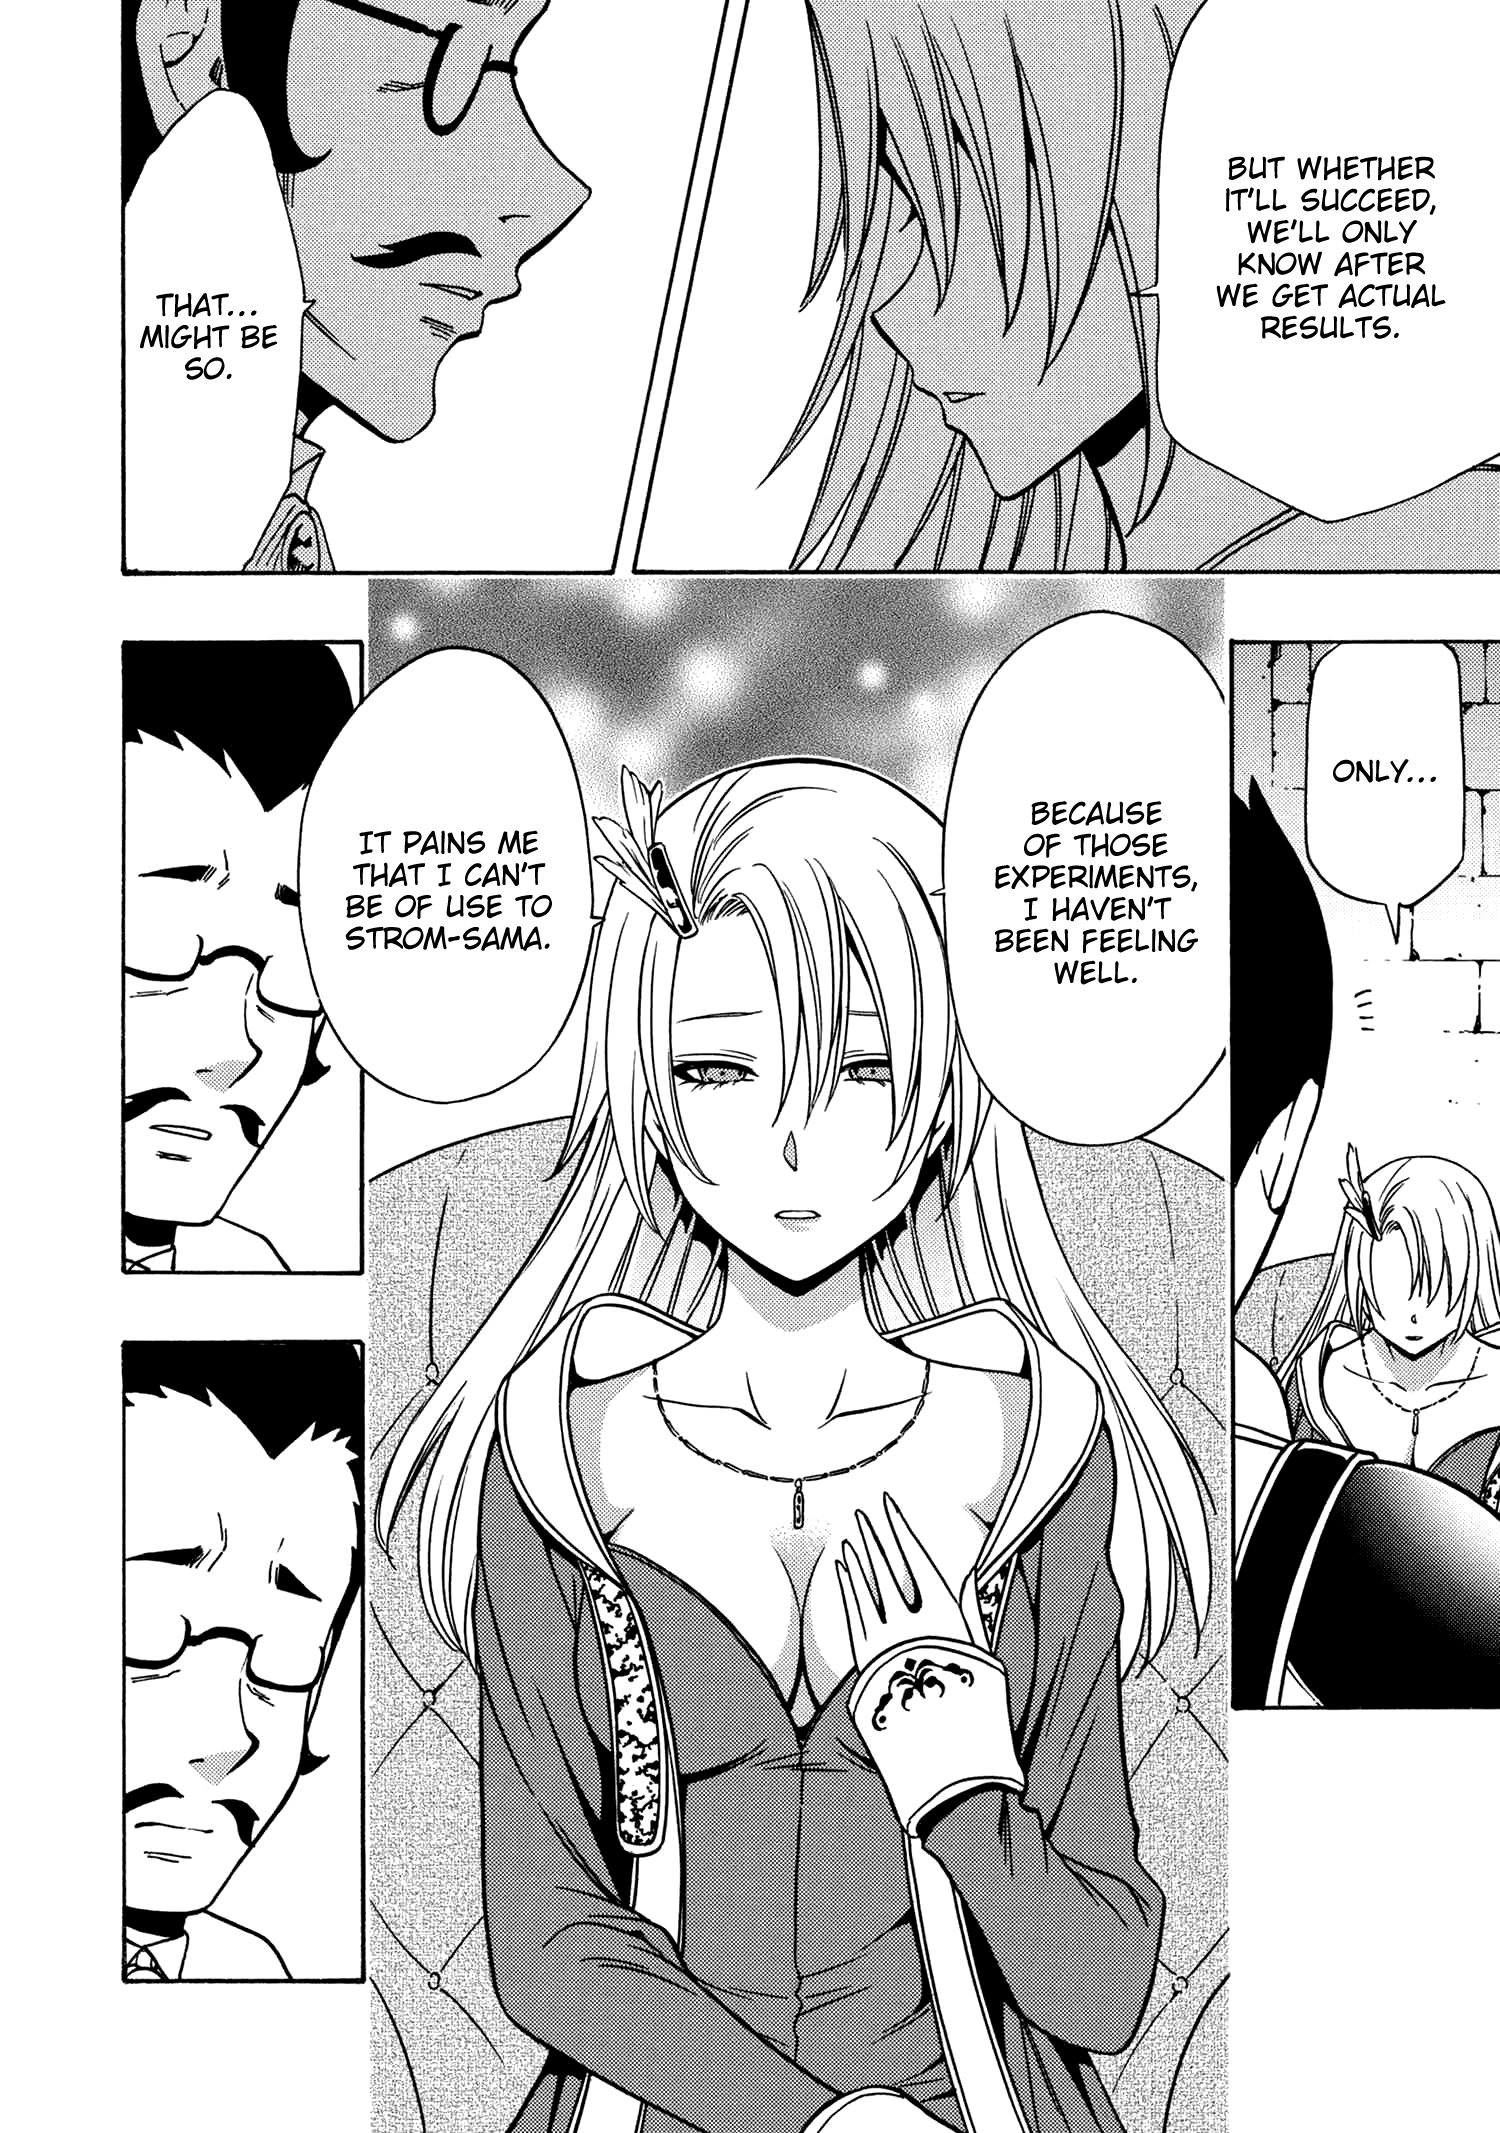 BUT WHETHER
IT'LL SUCCEED,
WE'LL ONLY
KNOW AFTER
WE GET ACTUAL
RESULTS.
THAT...
MIGHT BE
SO.
ONLY...
BECAUSE
OF THOSE
EXPERIMENTS,
I HAVEN'T
BEEN FEELING
WELL.
IT PAINS ME
THAT I CAN'T
BE OF USE TO
STROM-SAMA.